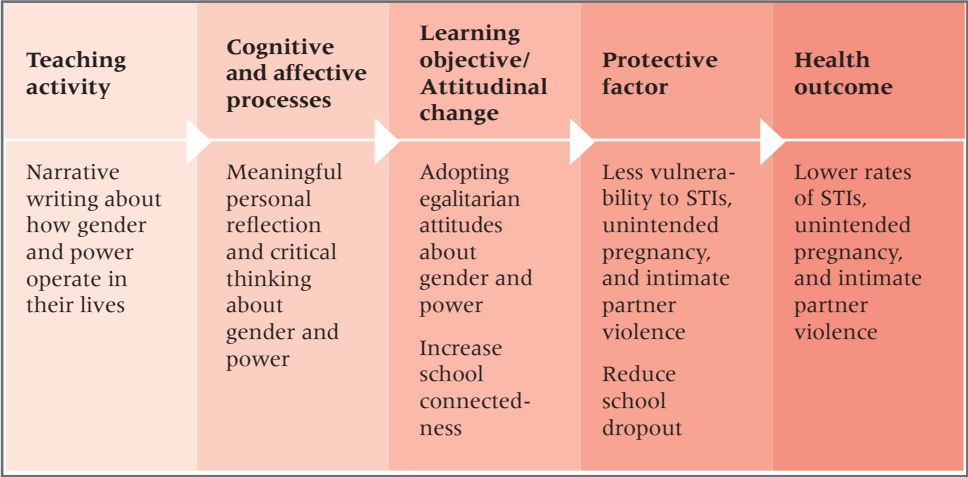 Teaching
activity
Cognitive
and affective
processes
Learning
objective/
Attitudinal
change
Protective
factor
Health
outcome
Narrative
writing about
how gender
and power
operate in
their lives
Meaningful
personal
reflection
and critical
thinking
about
gender and
power
Adopting
egalitarian
attitudes
about
gender and
power
Increase
school
connected-
ness
Less vulnera-
bility to STIs,
unintended
pregnancy,
and intimate
partner
violence
Reduce
school
dropout
Lower rates
of STIs,
unintended
pregnancy,
and intimate
partner
violence